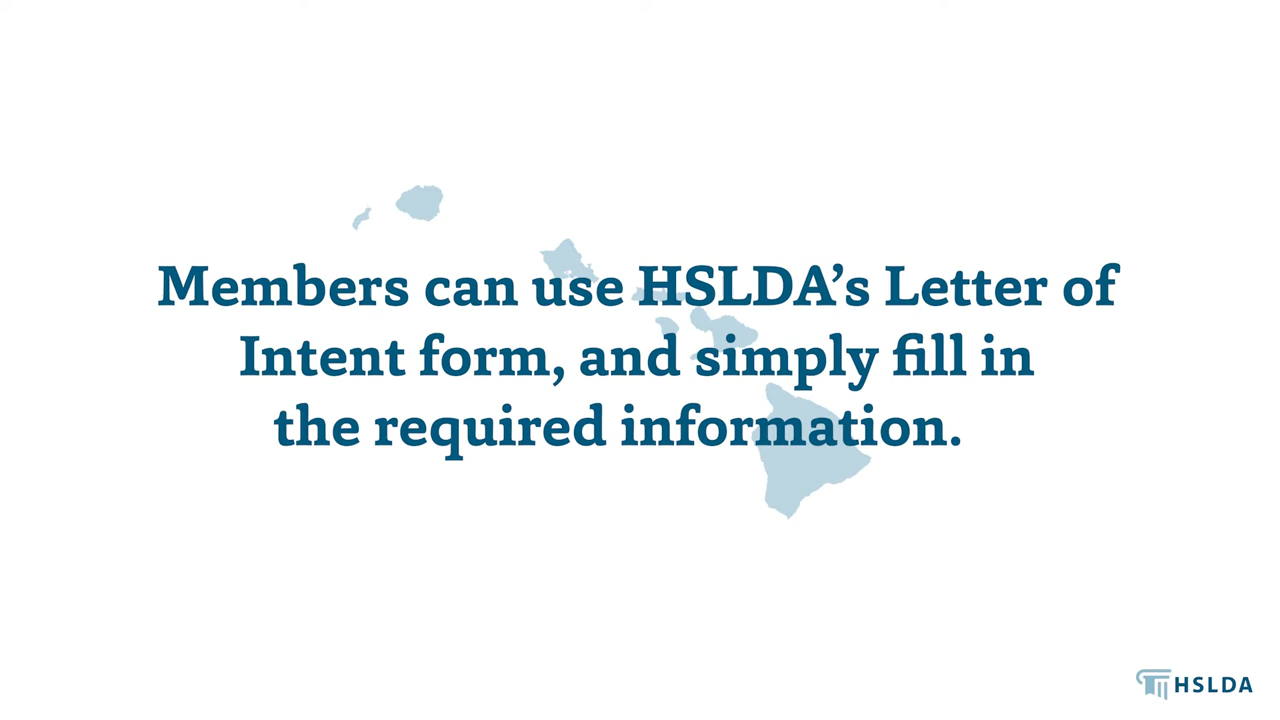 Members can use HSLDA’s Letter of
Intent form, and simply fill in
the required information.
HSLDA